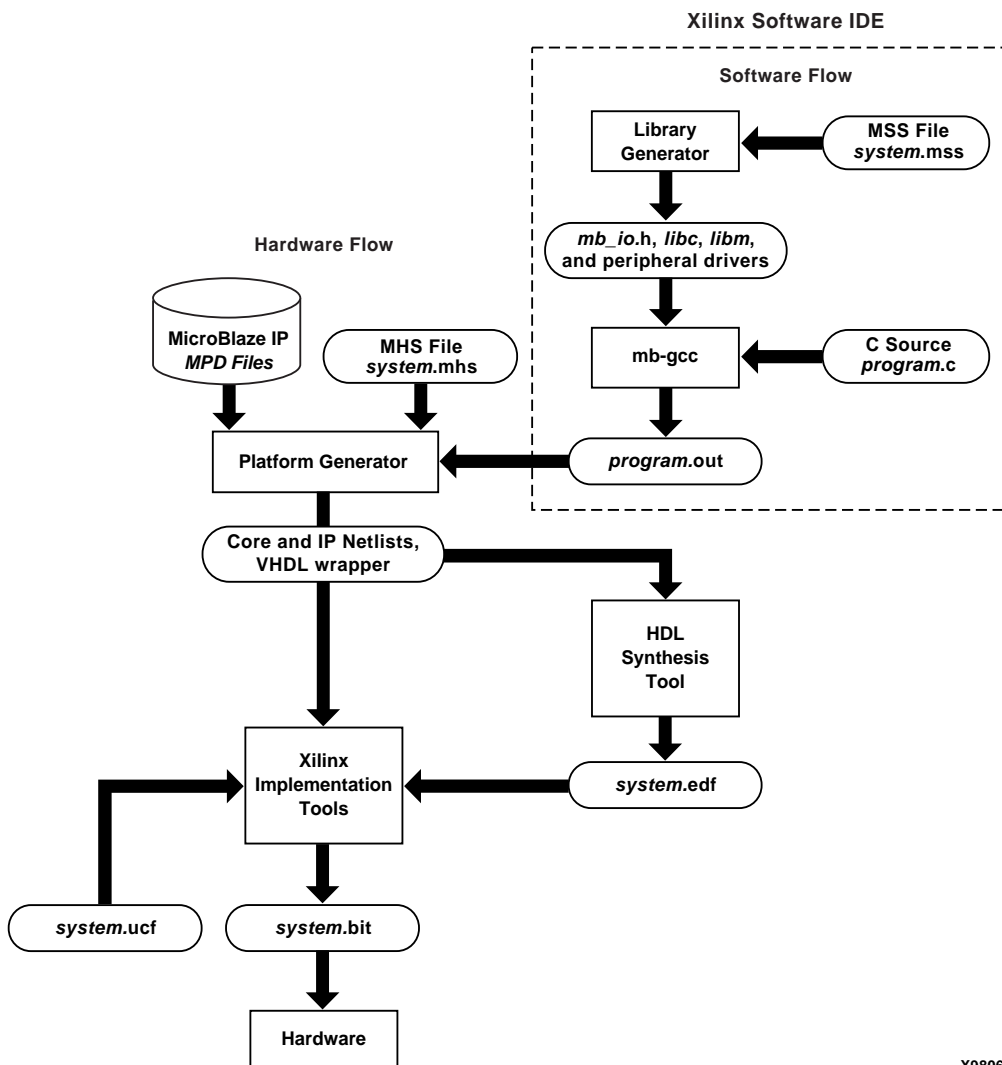 Xilinx Software IDE
Software Flow
Library
Generator
MSS File
system.mss
mb_io.h, libc, libm,
and peripheral drivers
Hardware Flow
MicroBlaze IP
MPD Files
MHS File
system.mhs
mb-gcc
C Source
program.c
Platform Generator
program.out
Core and IP Netlists,
VHDL wrapper
HDL
Synthesis
Tool
Xilinx
Implementation
Tools
system.edf
system.ucf
system.bit
Hardware